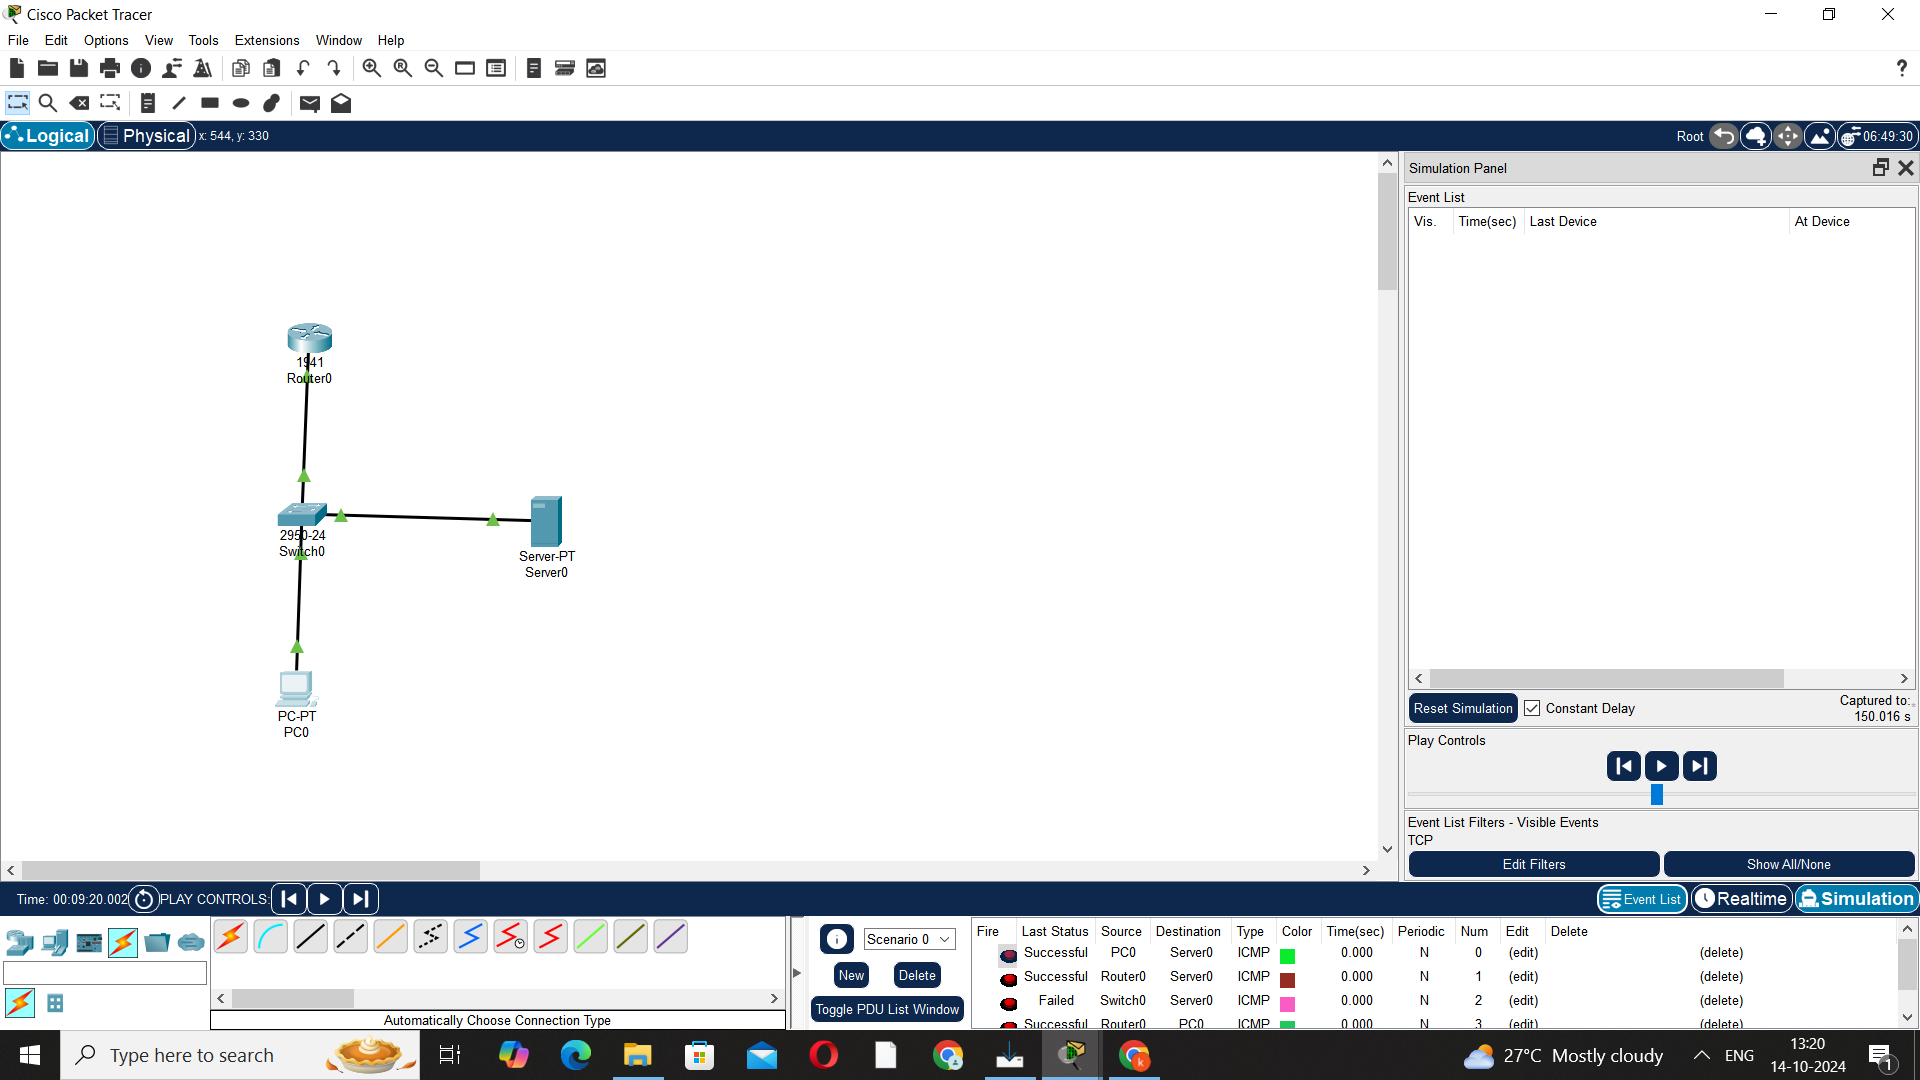 Cisco Packet Tracer
File Edit Options View Tools Extensions Window Help
Logical Physical x: 544, y: 330 Root 06:49:30
Simulation Panel
Event List
Vis. Time(sec) Last Device At Device
1941
Router0
2950-24
Switch0
Server-PT
Server0
PC-PT
PC0
Reset Simulation Constant Delay Captured to:
150.016 s
Play Controls
Event List Filters - Visible Events
TCP
Edit Filters Show All/None
Time: 00:09:20.002 PLAY CONTROLS: Event List Realtime Simulation
Scenario 0
New Delete
Toggle PDU List Window
Automatically Choose Connection Type
Fire Last Status Source Destination Type Color Time(sec) Periodic Num Edit Delete
Successful PC0 Server0 ICMP 0.000 N 0 (edit) (delete)
Successful Router0 Server0 ICMP 0.000 N 1 (edit) (delete)
Failed Switch0 Server0 ICMP 0.000 N 2 (edit) (delete)
Successful Router0 PC0 ICMP 0.000 N 3 (edit) (delete)
Type here to search 27°C Mostly cloudy ENG 13:20
14-10-2024 1